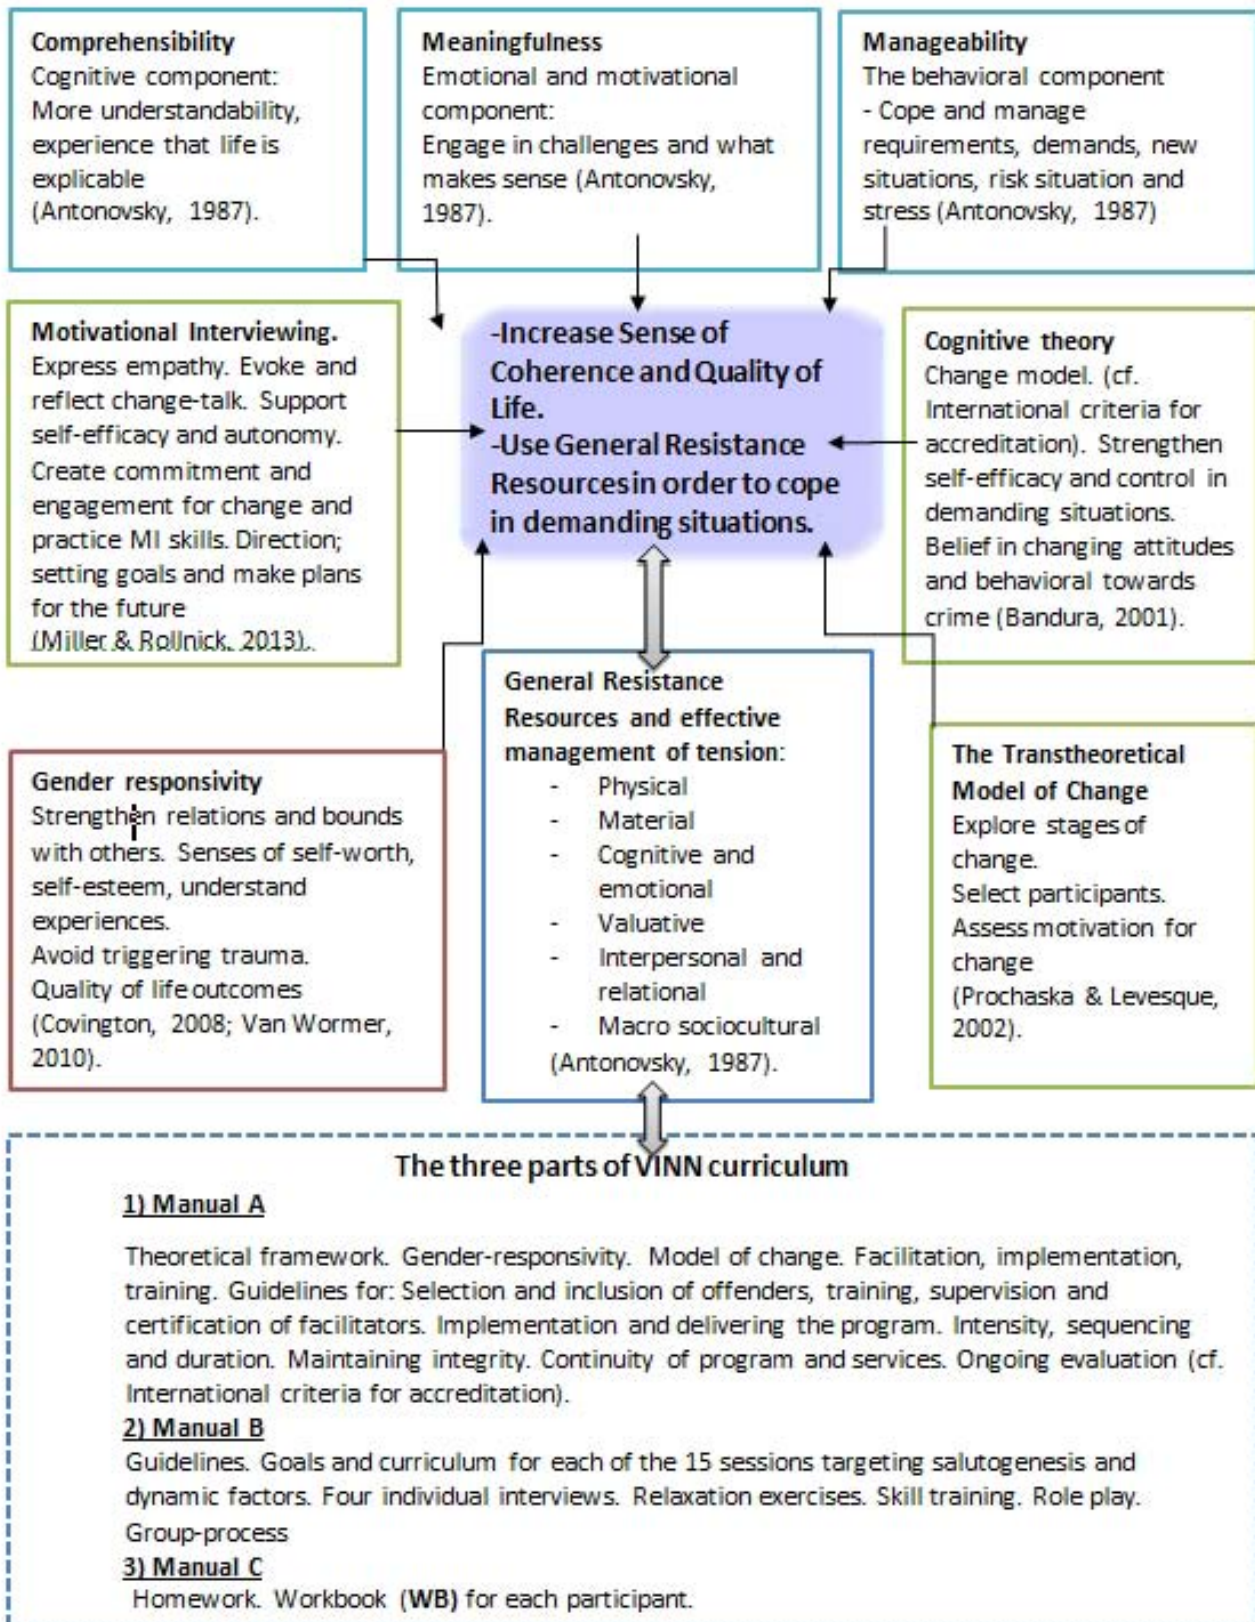 Comprehensibility
Cognitive component:
More understandability,
experience that life is
explicable
(Antonovsky, 1987).
Meaningfulness
Emotional and motivational
component:
Engage in challenges and what
makes sense (Antonovsky,
1987).
Manageability
The behavioral component
- Cope and manage
requirements, demands, new
situations, risk situation and
stress (Antonovsky, 1987)
Motivational Interviewing.
Express empathy. Evoke and
reflect change-talk. Support
self-efficacy and autonomy.
Create commitment and
engagement for change and
practice MI skills. Direction;
setting goals and make plans
for the future
(Miller & Rollnick, 2013).
-Increase Sense of
Coherence and Quality of
Life.
-Use General Resistance
Resources in order to cope
in demanding situations.
Cognitive theory
Change model. (cf.
International criteria for
accreditation). Strengthen
self-efficacy and control in
demanding situations.
Belief in changing attitudes
and behavioral towards
crime (Bandura, 2001).
Gender responsivity
Strengthen relations and bounds
with others. Senses of self-worth,
self-esteem, understand
experiences.
Avoid triggering trauma.
Quality of life outcomes
(Covington, 2008; Van Wormer,
2010).
General Resistance
Resources and effective
management of tension:
- Physical
- Material
- Cognitive and
emotional
- Valuative
- Interpersonal and
relational
- Macro sociocultural
(Antonovsky, 1987).
The Transtheoretical
Model of Change
Explore stages of
change.
Select participants.
Assess motivation for
change
(Prochaska & Levesque,
2002).
The three parts of VINN curriculum
1) Manual A
Theoretical framework. Gender-responsivity. Model of change. Facilitation, implementation,
training. Guidelines for: Selection and inclusion of offenders, training, supervision and
certification of facilitators. Implementation and delivering the program. Intensity, sequencing
and duration. Maintaining integrity. Continuity of program and services. Ongoing evaluation (cf.
International criteria for accreditation).
2) Manual B
Guidelines. Goals and curriculum for each of the 15 sessions targeting salutogenesis and
dynamic factors. Four individual interviews. Relaxation exercises. Skill training. Role play.
Group-process
3) Manual C
Homework. Workbook (WB) for each participant.